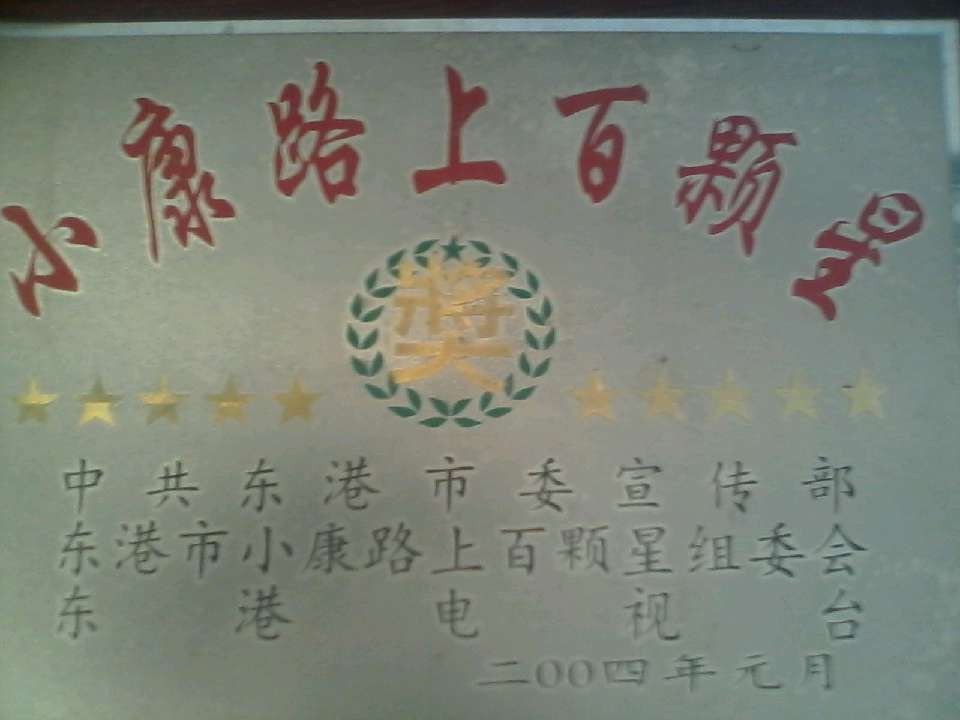 小康路上百颗星
奖
中共东港市委宣传部
东港市小康路上百颗星组委会
东港电视台
二OO四年元月